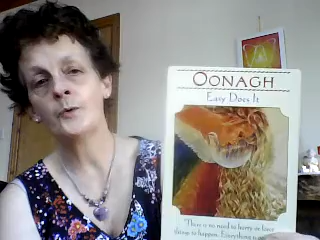 OONAGH
Easy Does It
"There is no need to hurry or force
things to happen. Everything is